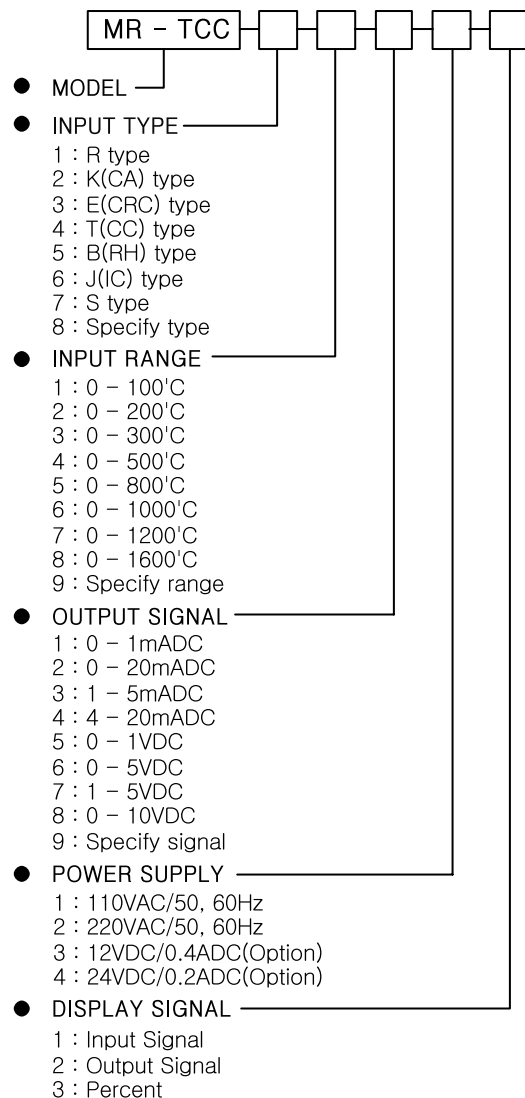 MR - TCC
● MODEL
● INPUT TYPE
1 : R type
2 : K(CA) type
3 : E(CRC) type
4 : T(CC) type
5 : B(RH) type
6 : J(IC) type
7 : S type
8 : Specify type
● INPUT RANGE
1 : 0 - 100'C
2 : 0 - 200'C
3 : 0 - 300'C
4 : 0 - 500'C
5 : 0 - 800'C
6 : 0 - 1000'C
7 : 0 - 1200'C
8 : 0 - 1600'C
9 : Specify range
● OUTPUT SIGNAL
1 : 0 - 1mADC
2 : 0 - 20mADC
3 : 1 - 5mADC
4 : 4 - 20mADC
5 : 0 - 1VDC
6 : 0 - 5VDC
7 : 1 - 5VDC
8 : 0 - 10VDC
9 : Specify signal
● POWER SUPPLY
1 : 110VAC/50, 60Hz
2 : 220VAC/50, 60Hz
3 : 12VDC/0.4ADC(Option)
4 : 24VDC/0.2ADC(Option)
● DISPLAY SIGNAL
1 : Input Signal
2 : Output Signal
3 : Percent